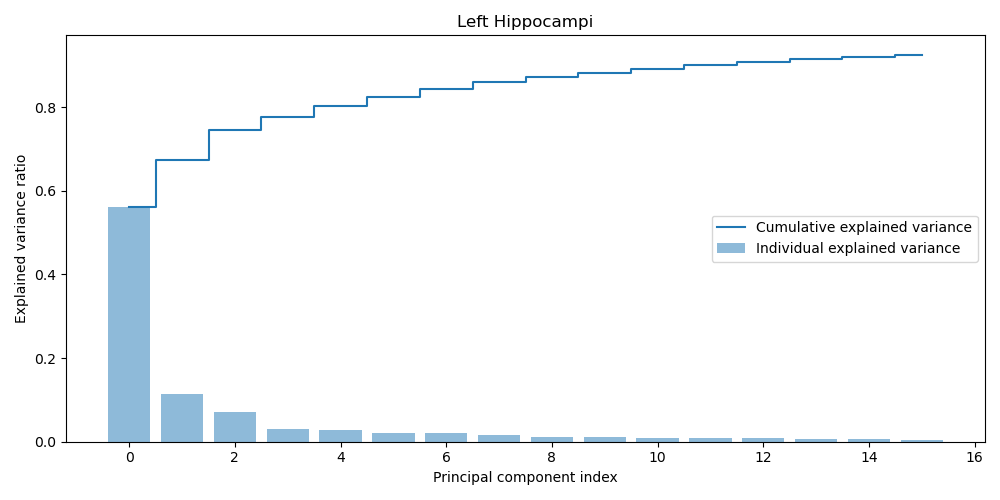 Left Hippocampi
Explained variance ratio
0.8
0.6
0.4
0.2
0.0
Cumulative explained variance
Individual explained variance
0 2 4 6 8 10 12 14 16
Principal component index